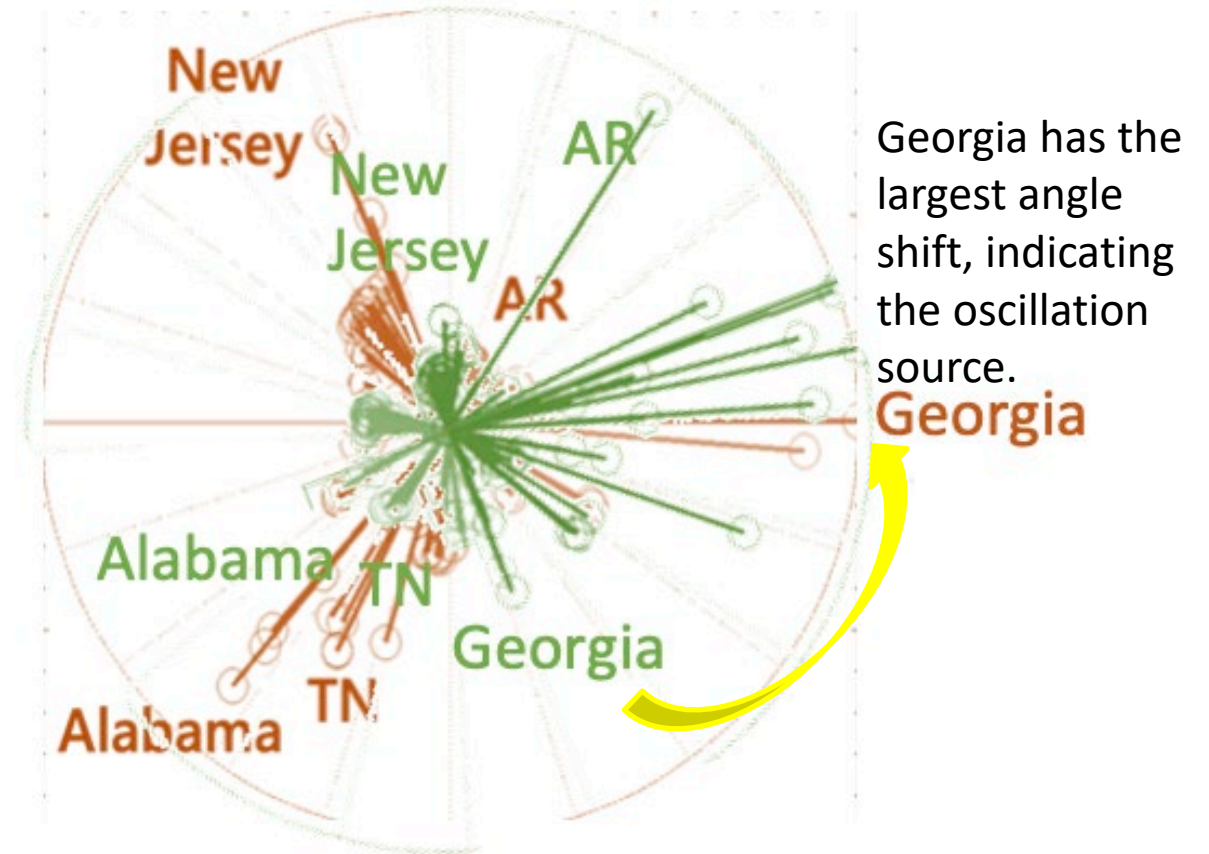 New
Jersey
New
Jersey
AR
AR
Georgia has the
largest angle
shift, indicating
the oscillation
source.
Georgia
Alabama
TN
Georgia
TN
Alabama